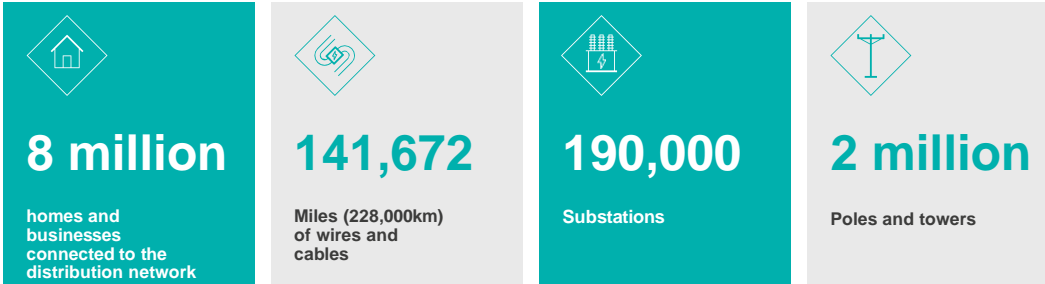 8 million
homes and
businesses
connected to the
distribution network
141,672
Miles (228,000km)
of wires and
cables
190,000
Substations
2 million
Poles and towers